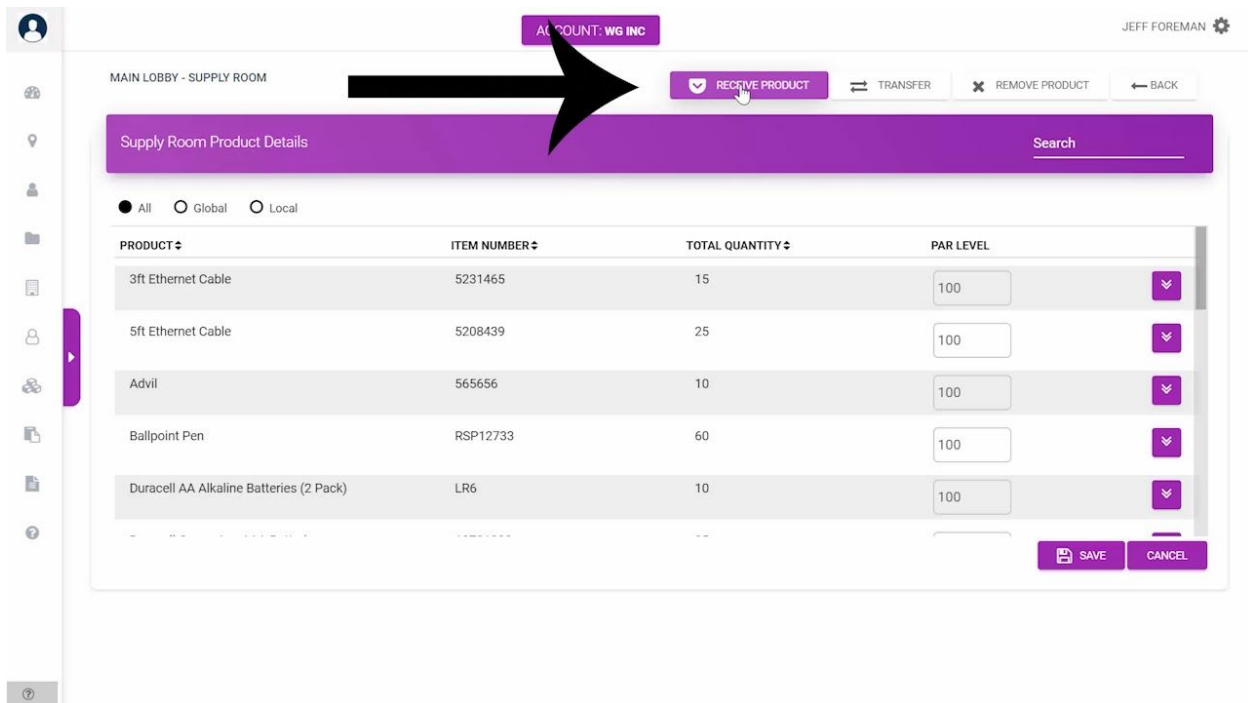 ACCOUNT: WG INC
JEFF FOREMAN
MAIN LOBBY - SUPPLY ROOM
RECEIVE PRODUCT
TRANSFER
REMOVE PRODUCT
BACK
Supply Room Product Details
Search
All Global Local
PRODUCT ITEM NUMBER TOTAL QUANTITY PAR LEVEL
3ft Ethernet Cable 5231465 15 100
5ft Ethernet Cable 5208439 25 100
Advil 565656 10 100
Ballpoint Pen RSP12733 60 100
Duracell AA Alkaline Batteries (2 Pack) LR6 10 100
SAVE
CANCEL